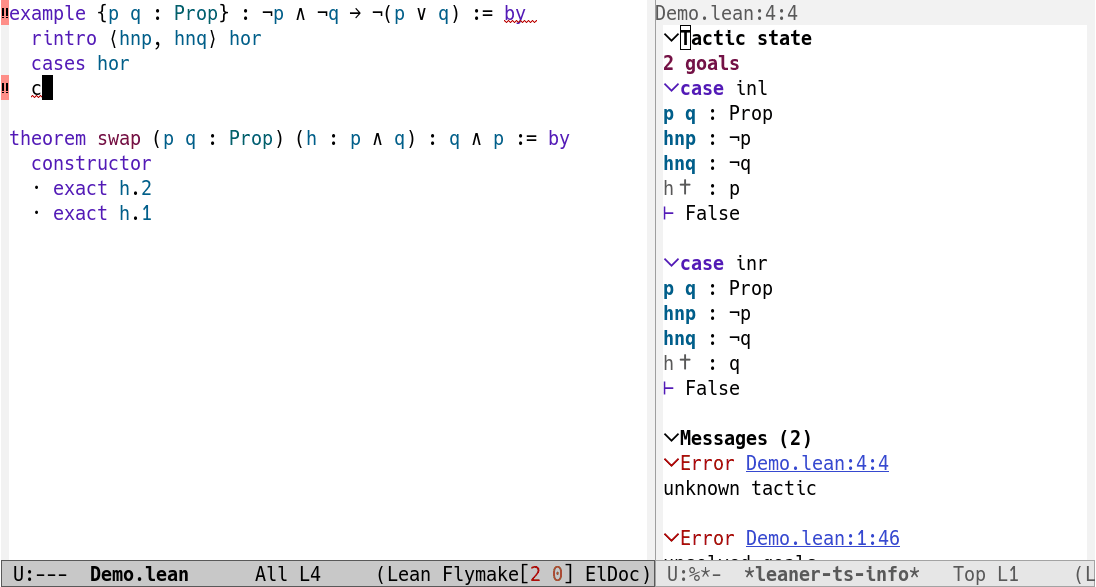 ‼example {p q : Prop} : ¬p ∧ ¬q → ¬(p ∨ q) := by
rintro ⟨hnp, hnq⟩ hor
cases hor
‼ c
theorem swap (p q : Prop) (h : p ∧ q) : q ∧ p := by
constructor
· exact h.2
· exact h.1
U:--- Demo.lean All L4 (Lean Flymake[2 0] ElDoc)
Demo.lean:4:4
Tactic state
2 goals
case inl
p q : Prop
hnp : ¬p
hnq : ¬q
h✝ : p
⊢ False
case inr
p q : Prop
hnp : ¬p
hnq : ¬q
h✝ : q
⊢ False
Messages (2)
Error Demo.lean:4:4
unknown tactic
Error Demo.lean:1:46
U:%*- *leaner-ts-info* Top L1 (L